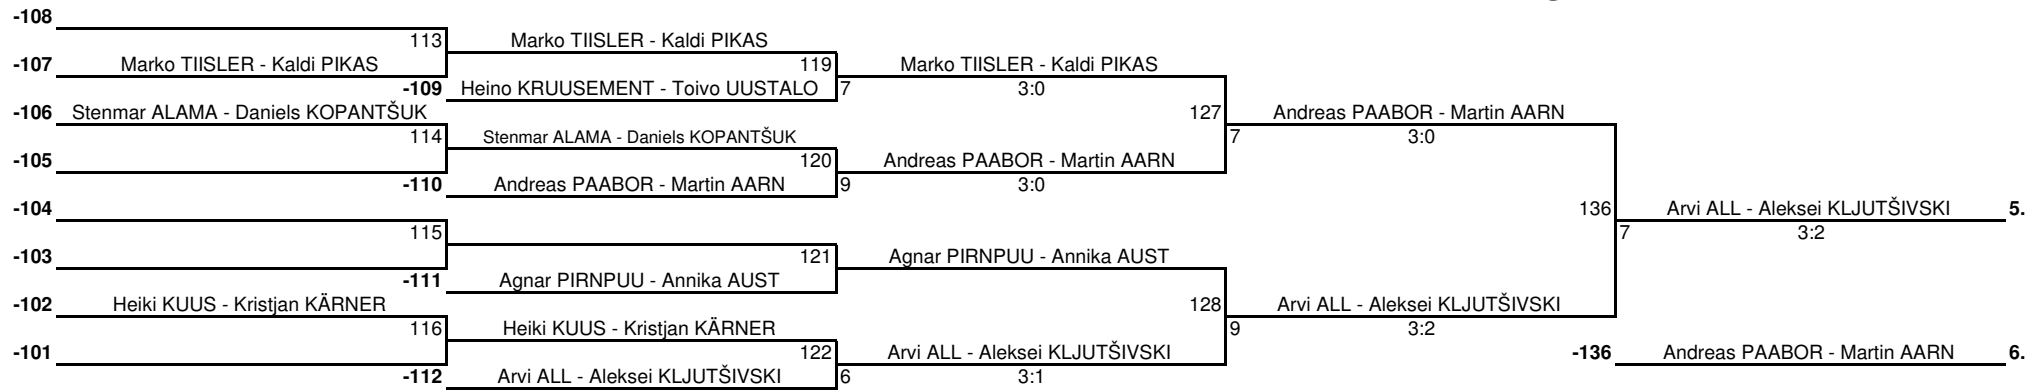 -108
113 Marko TIISLER - Kaldi PIKAS
-107 Marko TIISLER - Kaldi PIKAS 119 Marko TIISLER - Kaldi PIKAS
-109 Heino KRUUSEMENT - Toivo UUSTALO 7 3:0
-106 Stenmar ALAMA - Daniels KOPANTŠUK 127 Andreas PAABOR - Martin AARN
114 Stenmar ALAMA - Daniels KOPANTŠUK 7 3:0
-105 120 Andreas PAABOR - Martin AARN
-110 Andreas PAABOR - Martin AARN 9 3:0
-104 136 Arvi ALL - Aleksei KLJUTŠIVSKI 5.
115 7 3:2
-103 121 Agnar PIRNPUU - Annika AUST
-111 Agnar PIRNPUU - Annika AUST
-102 Heiki KUUS - Kristjan KÄRNER 128 Arvi ALL - Aleksei KLJUTŠIVSKI
116 Heiki KUUS - Kristjan KÄRNER 9 3:2
-101 122 Arvi ALL - Aleksei KLJUTŠIVSKI -136 Andreas PAABOR - Martin AARN 6.
-112 Arvi ALL - Aleksei KLJUTŠIVSKI 6 3:1